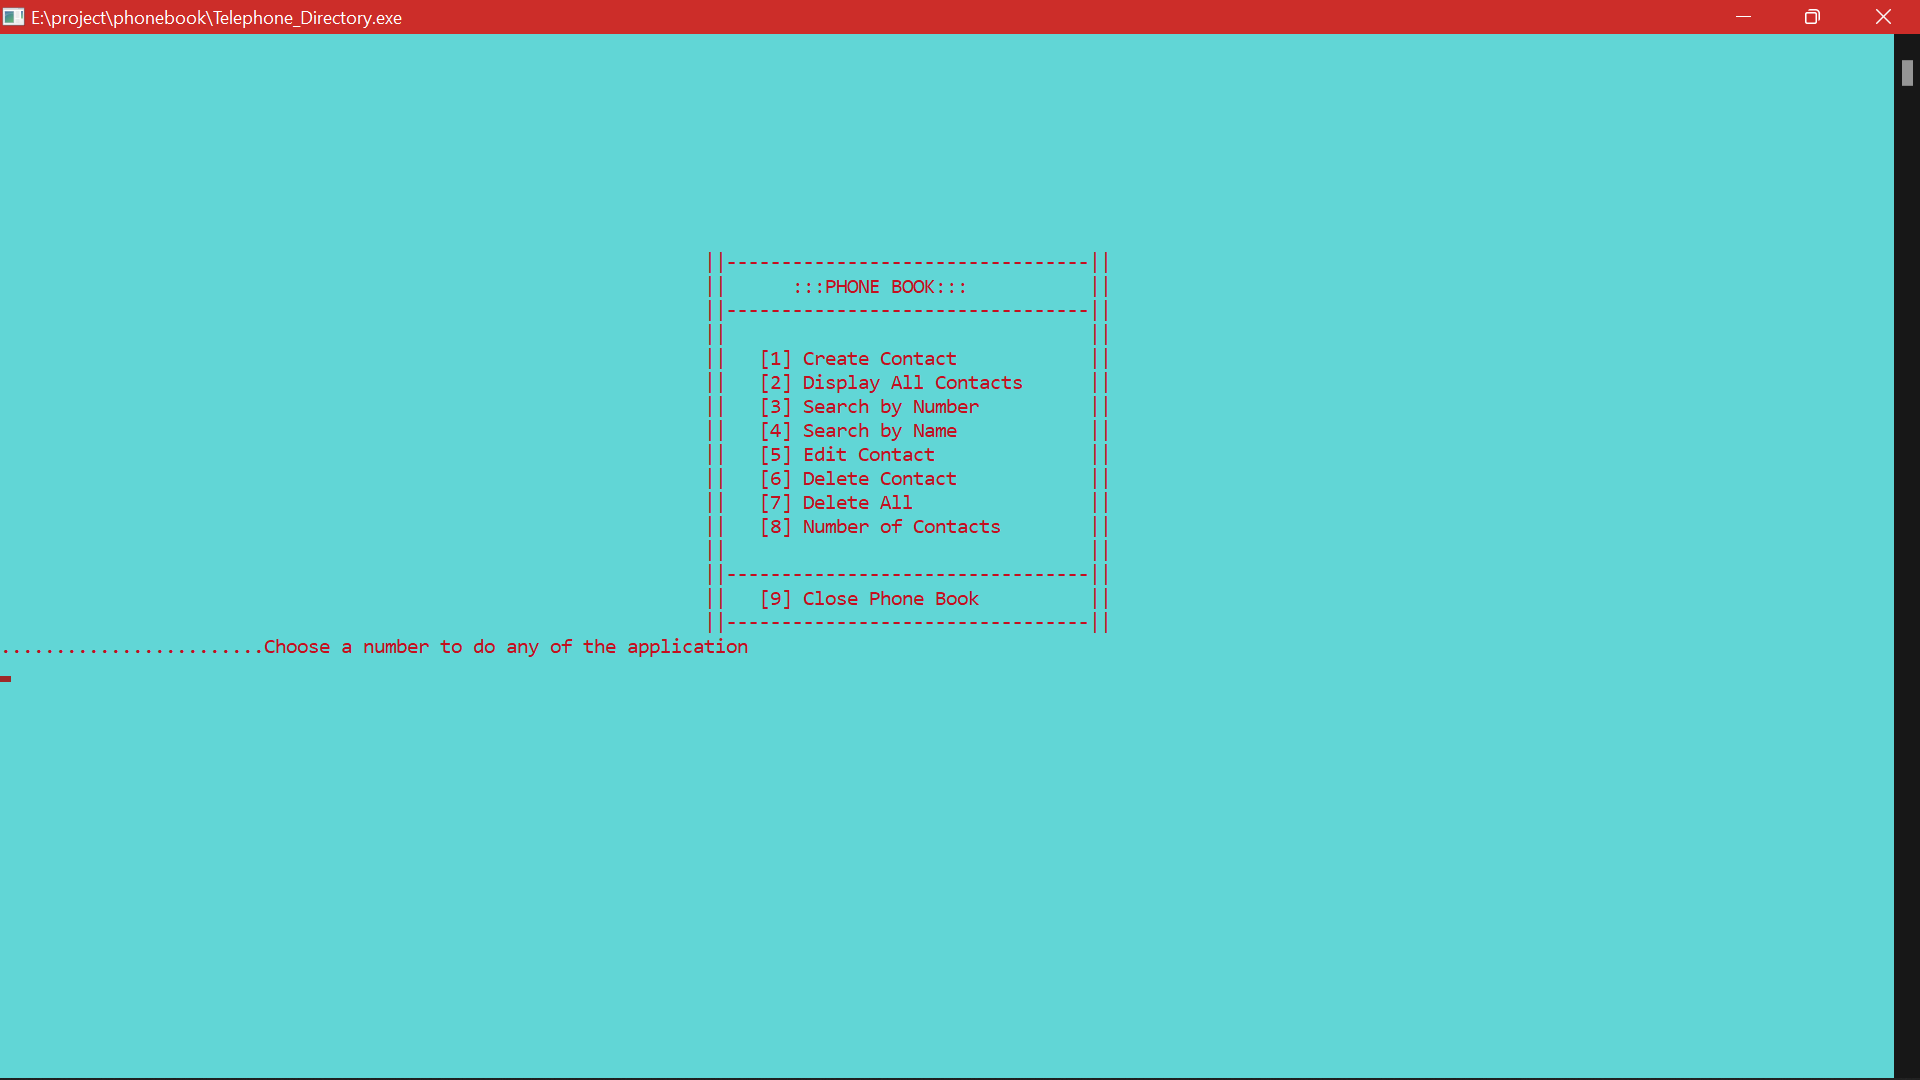 E:\project\phonebook\Telephone_Directory.exe
||---------------------------------||
|| :::PHONE BOOK::: ||
||---------------------------------||
|| ||
|| [1] Create Contact ||
|| [2] Display All Contacts ||
|| [3] Search by Number ||
|| [4] Search by Name ||
|| [5] Edit Contact ||
|| [6] Delete Contact ||
|| [7] Delete All ||
|| [8] Number of Contacts ||
|| ||
||---------------------------------||
|| [9] Close Phone Book ||
||---------------------------------||
........................Choose a number to do any of the application